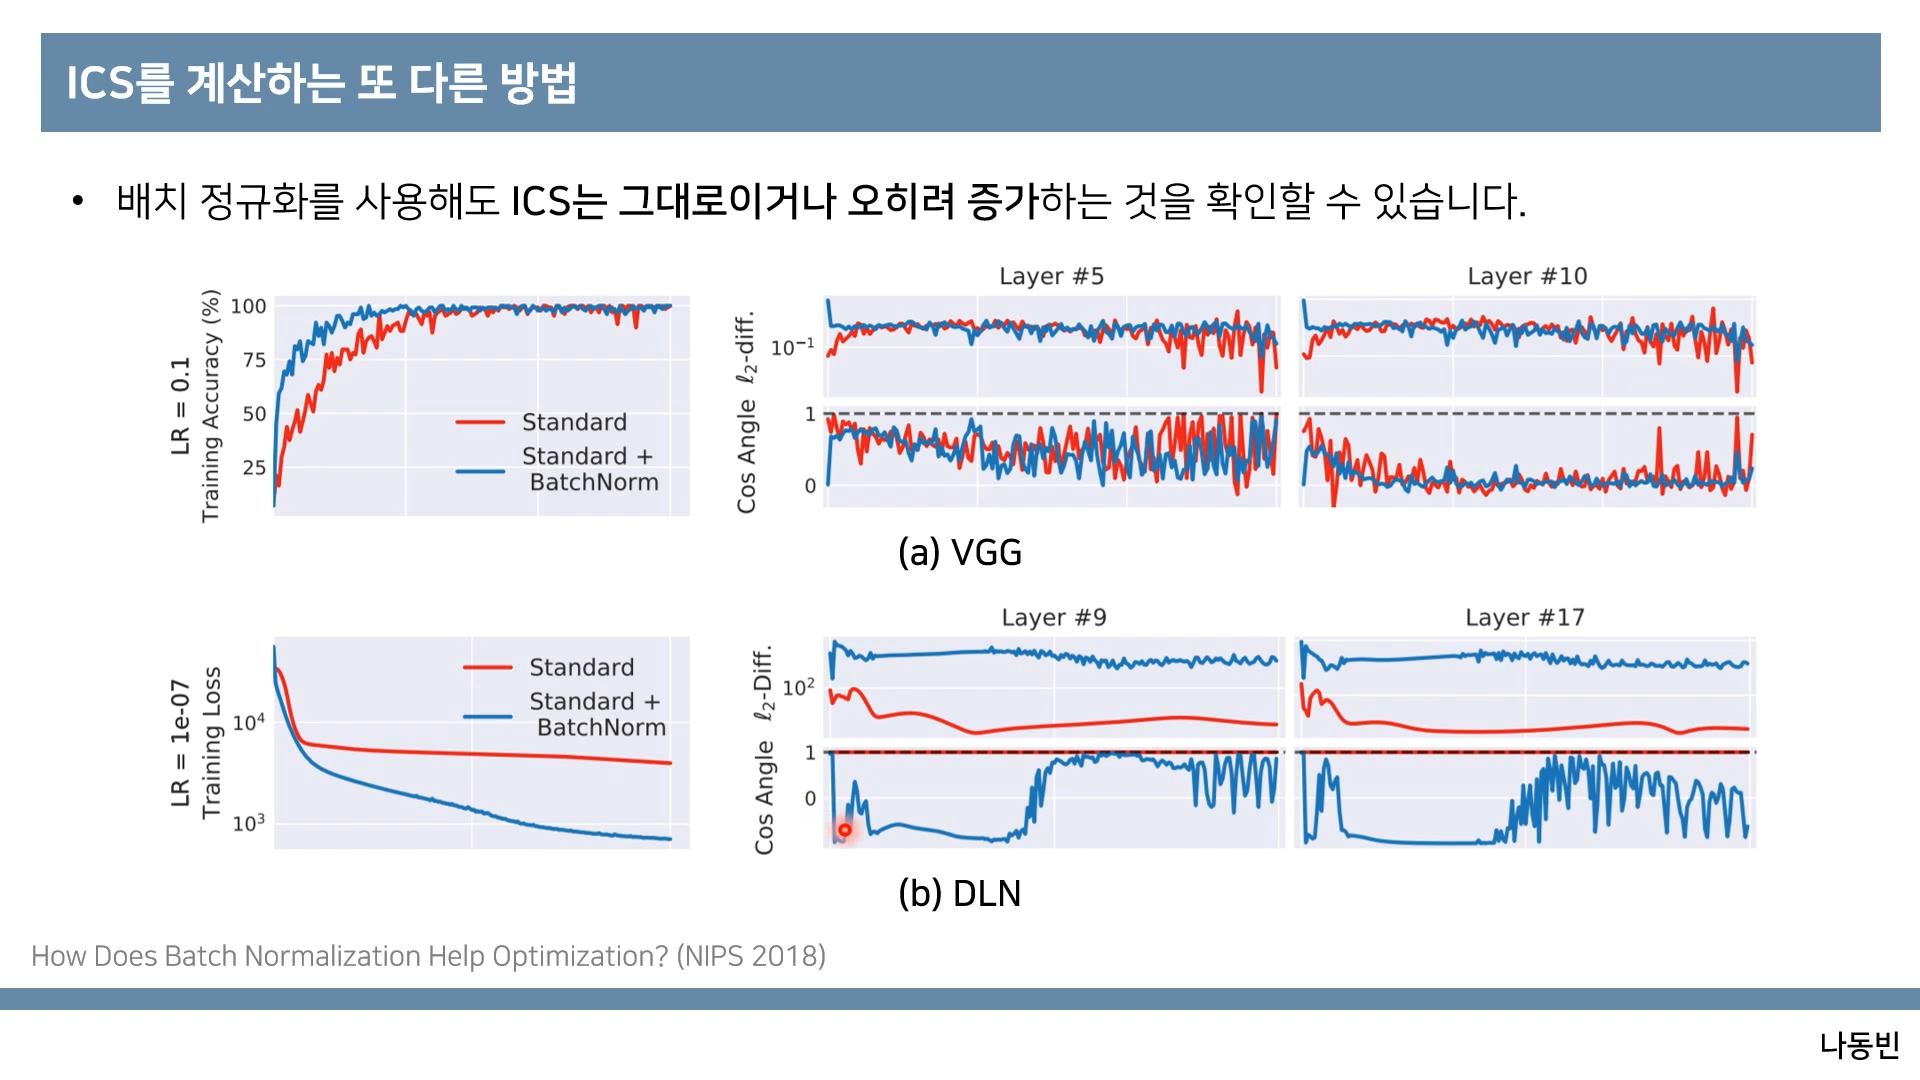 ICS를 계산하는 또 다른 방법
• 배치 정규화를 사용해도 ICS는 그대로이거나 오히려 증가하는 것을 확인할 수 있습니다.
LR = 0.1
Training Accuracy (%)
100
75
50
25
Standard
Standard +
BatchNorm
Layer #5
Layer #10
ℓ₂-diff.
10⁻¹
Cos Angle
1
0
(a) VGG
LR = 1e-07
Training Loss
10⁴
10³
Standard
Standard +
BatchNorm
Layer #9
Layer #17
ℓ₂-Diff.
10²
Cos Angle
1
0
(b) DLN
How Does Batch Normalization Help Optimization? (NIPS 2018)
나동빈